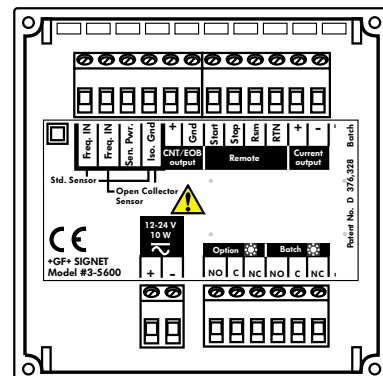 Freq. IN
Freq. IN
Sen. Pwr.
Iso. Gnd
+
Gnd
Start
Stop
Rsm
RTN
+ -
CNT/EOB
output
Remote
Current
output
Std. Sensor
Open Collector
Sensor
Patent No. D 376,328 Batch
12-24 V
10 W
+ -
CE
+GF+ SIGNET
Model #3-5600
Option
Batch
NO C NC NO C NC